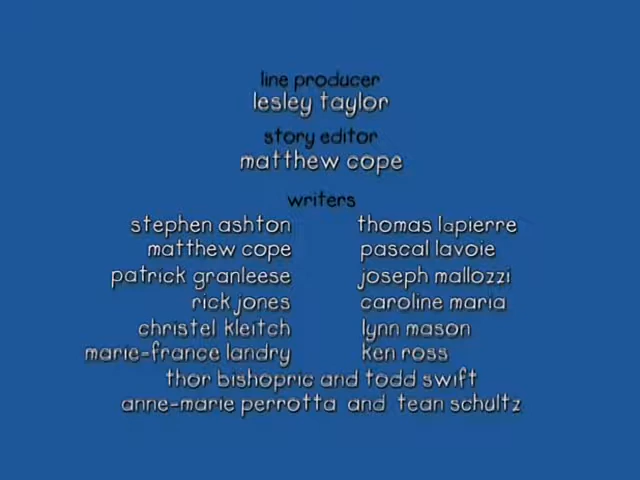 line producer
lesley taylor
story editor
matthew cope
writers
stephen ashton thomas lapierre
matthew cope pascal lavoie
patrick granleese joseph mallozzi
rick jones caroline maria
christel kleitch lynn mason
marie-france landry ken ross
thor bishopric and todd swift
anne-marie perrotta and tean schultz